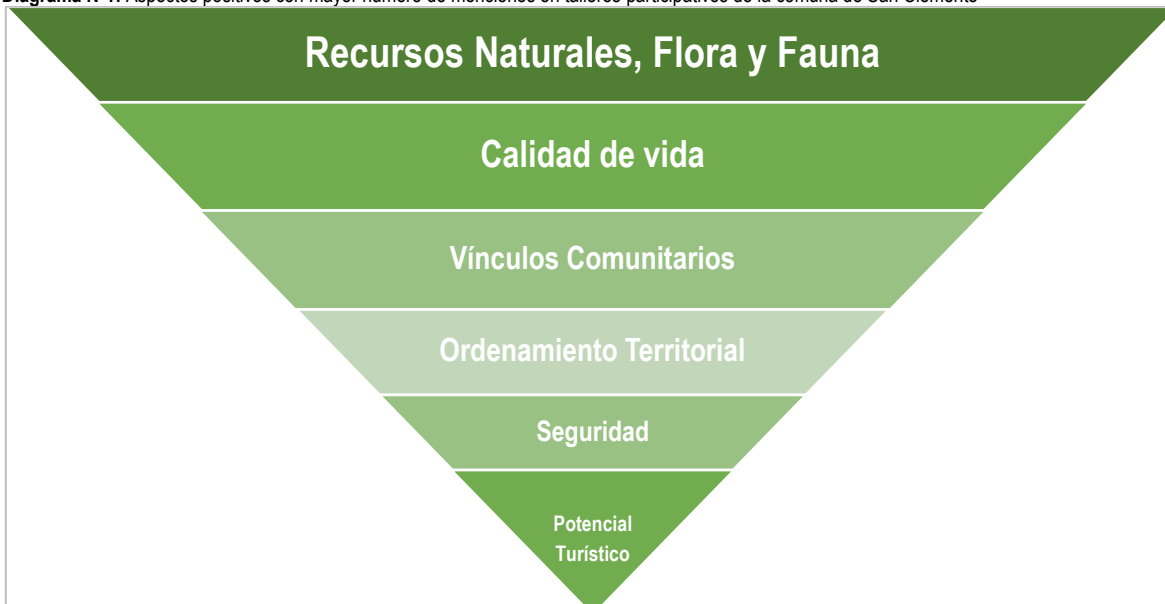 Diagrama N°1: Aspectos positivos con mayor número de menciones en talleres participativos de la comuna de San Clemente
Recursos Naturales, Flora y Fauna
Calidad de vida
Vínculos Comunitarios
Ordenamiento Territorial
Seguridad
Potencial
Turístico